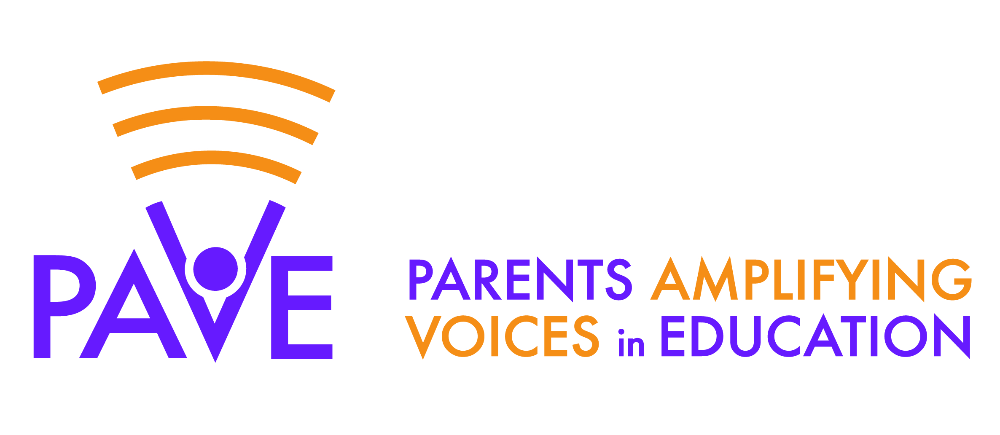 PAVE
PARENTS AMPLIFYING
VOICES in EDUCATION